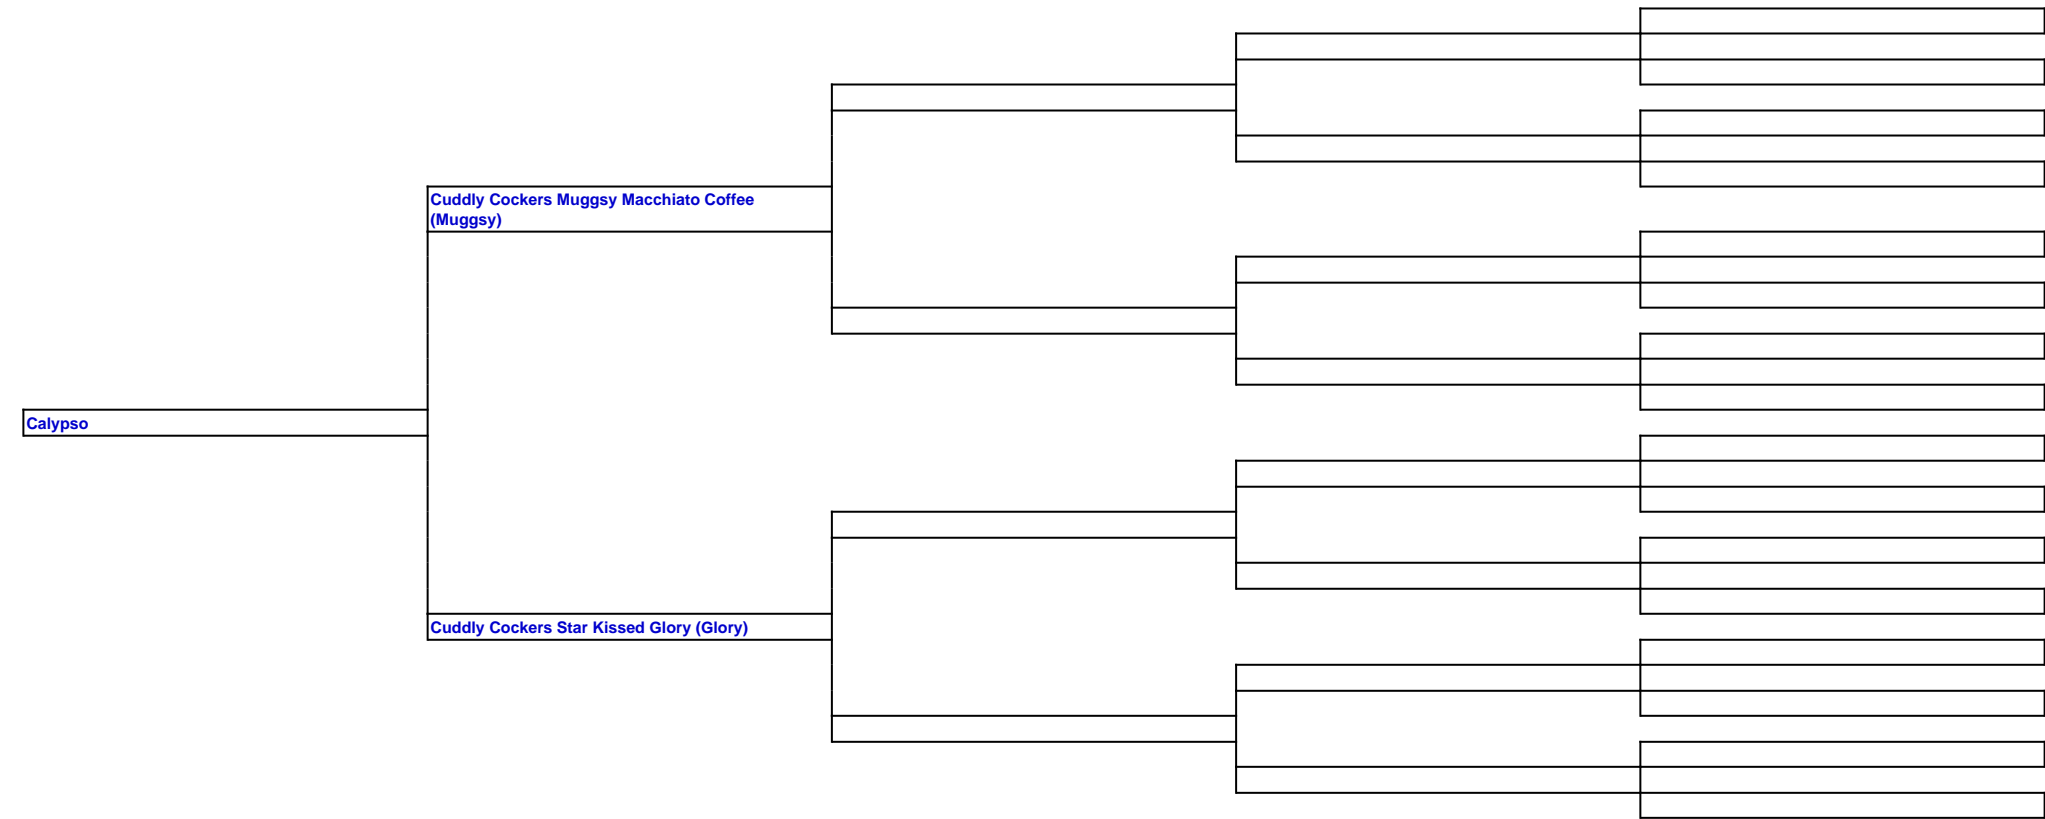 Cuddly Cockers Muggsy Macchiato Coffee
(Muggsy)
Calypso
Cuddly Cockers Star Kissed Glory (Glory)